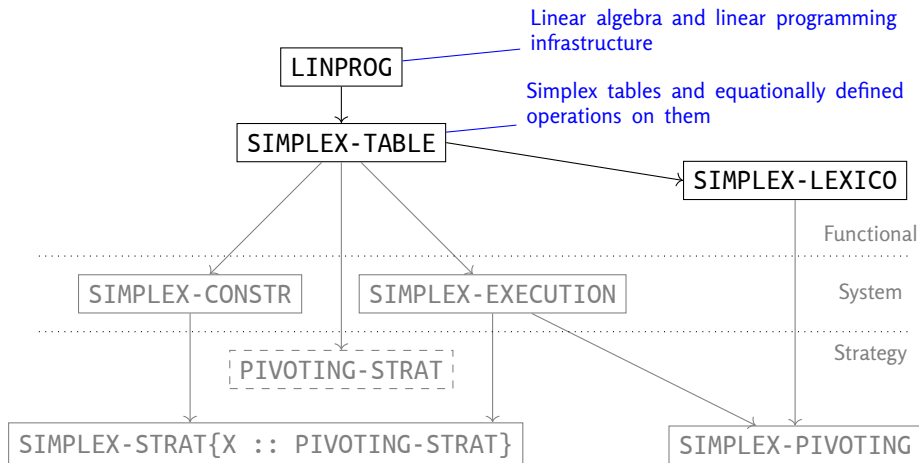 Linear algebra and linear programming
infrastructure
LINPROG
Simplex tables and equationally defined
operations on them
SIMPLEX-TABLE
SIMPLEX-LEXICO
Functional
SIMPLEX-CONSTR
SIMPLEX-EXECUTION
System
Strategy
PIVOTING-STRAT
SIMPLEX-STRAT{X :: PIVOTING-STRAT}
SIMPLEX-PIVOTING